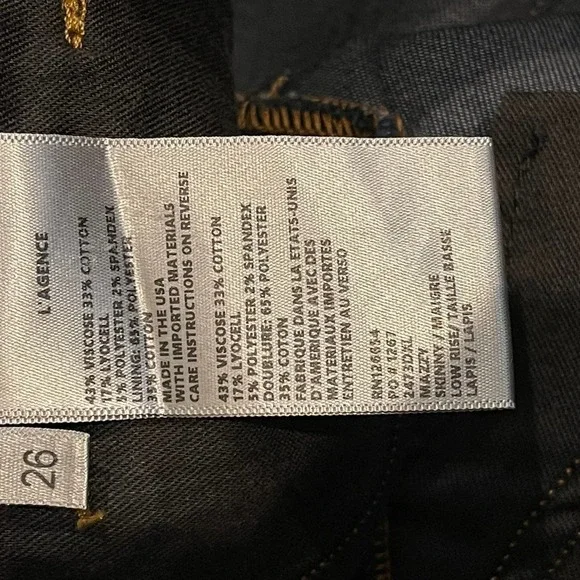 L'AGENCE
43% VISCOSE 33% COTTON
17% LYOCELL
5% POLYESTER 2% SPANDEX
LINING: 65% POLYESTER
35% COTTON
MADE IN THE USA
WITH IMPORTED MATERIALS
CARE INSTRUCTIONS ON REVERSE
43% VISCOSE 33% COTTON
17% LYOCELL
5% POLYESTER 2% SPANDEX
DOUBLURE: 65% POLYESTER
35% COTON
FABRIQUE DANS LA ETATS-UNIS
D'AMERIQUE AVEC DES
MATERIAUX IMPORTES
ENTRETIEN AU VERSO
RN126654
PO # 1267
2473DXL
MAZZY
SKINNY / MAIGRE
LOW RISE/ TAILLE BASSE
LAPIS / LAPIS
26